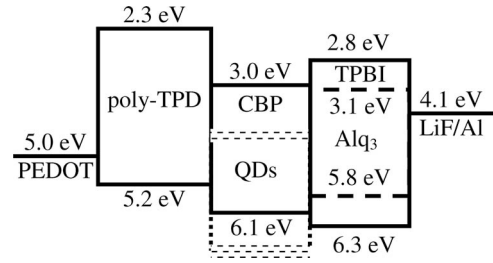 2.3 eV
2.8 eV
3.0 eV
TPBI
poly-TPD
CBP
3.1 eV
4.1 eV
5.0 eV
Alq₃
LiF/Al
PEDOT
QDs
5.8 eV
5.2 eV
6.1 eV
6.3 eV